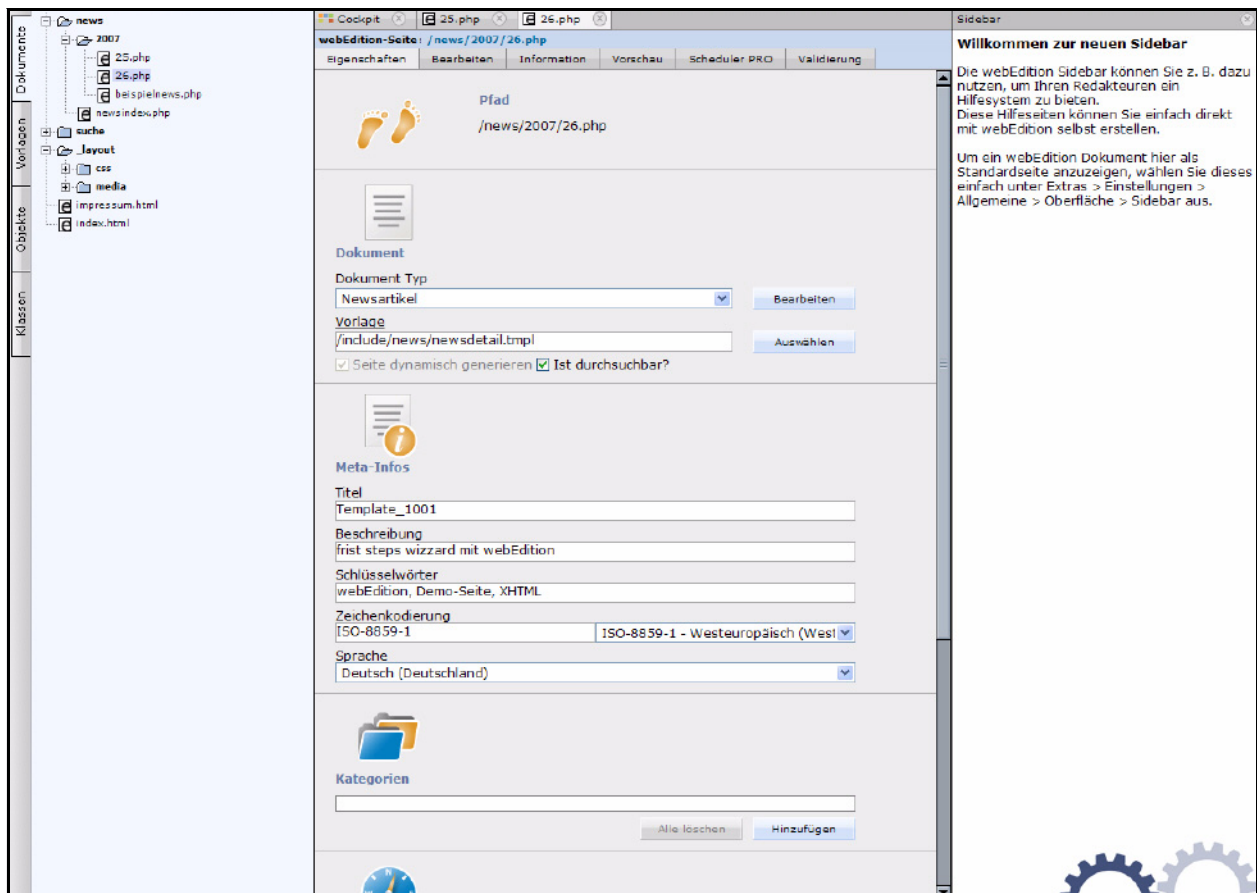 Dokumente
Vorlagen
Objekte
Klassen
news
2007
25.php
26.php
beispielnews.php
newsindex.php
suche
_layout
css
media
impressum.html
index.html
Cockpit
25.php
26.php
webEdition-Seite: /news/2007/26.php
Eigenschaften
Bearbeiten
Information
Vorschau
Scheduler PRO
Validierung
Pfad
/news/2007/26.php
Dokument
Dokument Typ
Newsartikel
Bearbeiten
Vorlage
/include/news/newsdetail.tmpl
Auswählen
Seite dynamisch generieren
Ist durchsuchbar?
Meta-Infos
Titel
Template_1001
Beschreibung
frist steps wizzard mit webEdition
Schlüsselwörter
webEdition, Demo-Seite, XHTML
Zeichenkodierung
ISO-8859-1
ISO-8859-1 - Westeuropäisch (West
Sprache
Deutsch (Deutschland)
Kategorien
Alle löschen
Hinzufügen
Sidebar
Willkommen zur neuen Sidebar
Die webEdition Sidebar können Sie z. B. dazu
nutzen, um Ihren Redakteuren ein
Hilfesystem zu bieten.
Diese Hilfeseiten können Sie einfach direkt
mit webEdition selbst erstellen.
Um ein webEdition Dokument hier als
Standardseite anzuzeigen, wählen Sie dieses
einfach unter Extras > Einstellungen >
Allgemeine > Oberfläche > Sidebar aus.